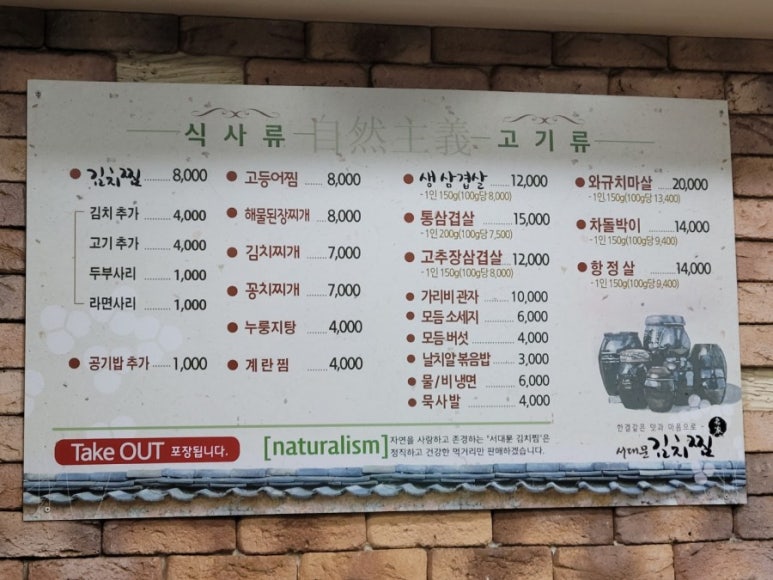 식사류 自然主義 고기류
김치찜 8,000
김치 추가 4,000
고기 추가 4,000
두부사리 1,000
라면사리 1,000
공기밥 추가 1,000
고등어찜 8,000
해물된장찌개 8,000
김치찌개 7,000
꽁치찌개 7,000
누룽지탕 4,000
계란찜 4,000
생삼겹살 12,000
-1인 150g(100g당 8,000)
통삼겹살 15,000
-1인 200g(100g당 7,500)
고추장삼겹살 12,000
-1인 150g(100g당 8,000)
가리비 관자 10,000
모듬 소세지 6,000
모듬 버섯 4,000
날치알 볶음밥 3,000
물/비 냉면 6,000
묵 사 발 4,000
와규치마살 20,000
-1인 150g(100g당 13,400)
차돌박이 14,000
-1인 150g(100g당 9,400)
항정살 14,000
-1인 150g(100g당 9,400)
한결같은 맛과 마음으로
서대문 김치찜
Take OUT 포장됩니다.
[naturalism]
자연을 사랑하고 존경하는 "서대문 김치찜"은
정직하고 건강한 먹거리만 판매하겠습니다.